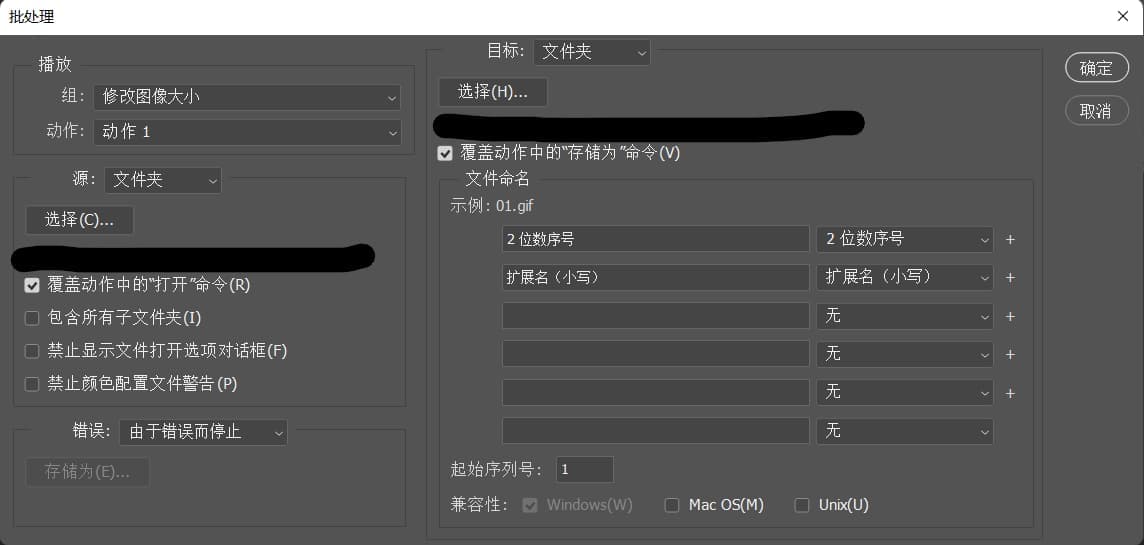 批处理
播放
组: 修改图像大小
动作: 动作 1
源: 文件夹
选择(C)...
覆盖动作中的“打开”命令(R)
包含所有子文件夹(I)
禁止显示文件打开选项对话框(F)
禁止颜色配置文件警告(P)
错误: 由于错误而停止
存储为(E)...
目标: 文件夹
选择(H)...
覆盖动作中的“存储为”命令(V)
文件命名
示例: 01.gif
2 位数序号 2 位数序号 +
扩展名（小写） 扩展名（小写） +
无 +
无 +
无 +
无
起始序列号: 1
兼容性: Windows(W) Mac OS(M) Unix(U)
确定
取消